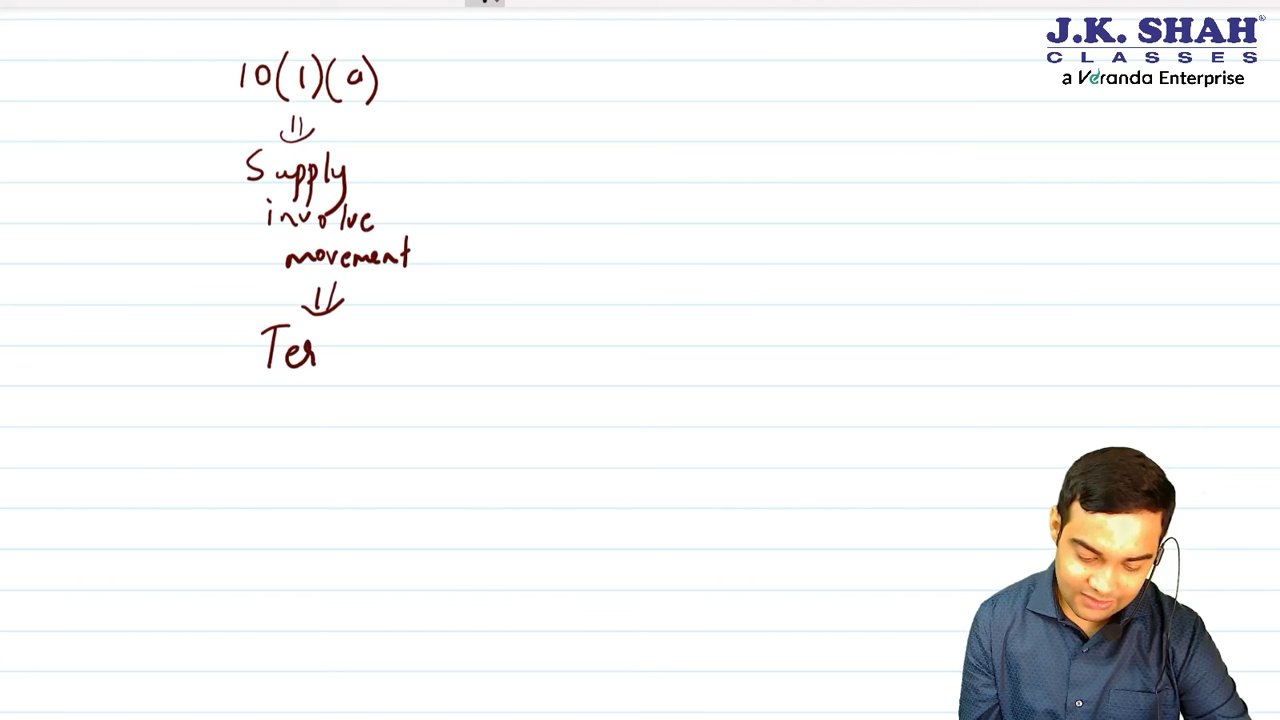 10(1)(a)
Supply
involve
movement
Ter
J.K. SHAH®
CLASSES
a Veranda Enterprise